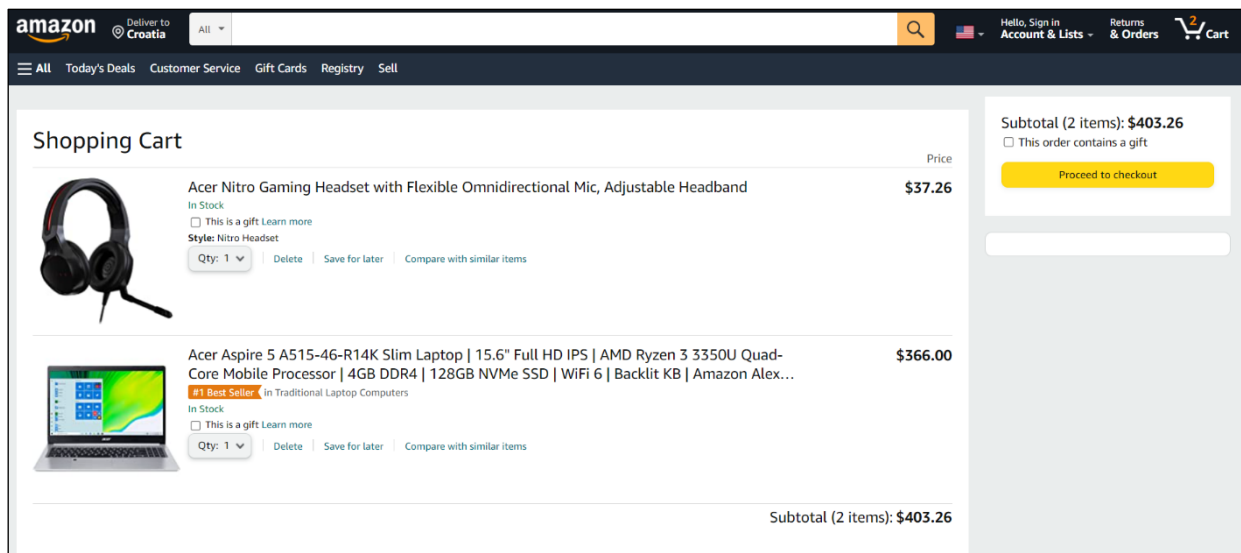 amazon
Deliver to
Croatia
All
Hello, Sign in
Account & Lists
Returns
& Orders
2
Cart
All Today's Deals Customer Service Gift Cards Registry Sell
Shopping Cart
Price
Acer Nitro Gaming Headset with Flexible Omnidirectional Mic, Adjustable Headband $37.26
In Stock
This is a gift Learn more
Style: Nitro Headset
Qty: 1 Delete Save for later Compare with similar items
Acer Aspire 5 A515-46-R14K Slim Laptop | 15.6" Full HD IPS | AMD Ryzen 3 3350U Quad- $366.00
Core Mobile Processor | 4GB DDR4 | 128GB NVMe SSD | WiFi 6 | Backlit KB | Amazon Alex...
#1 Best Seller in Traditional Laptop Computers
In Stock
This is a gift Learn more
Qty: 1 Delete Save for later Compare with similar items
Subtotal (2 items): $403.26
Subtotal (2 items): $403.26
This order contains a gift
Proceed to checkout